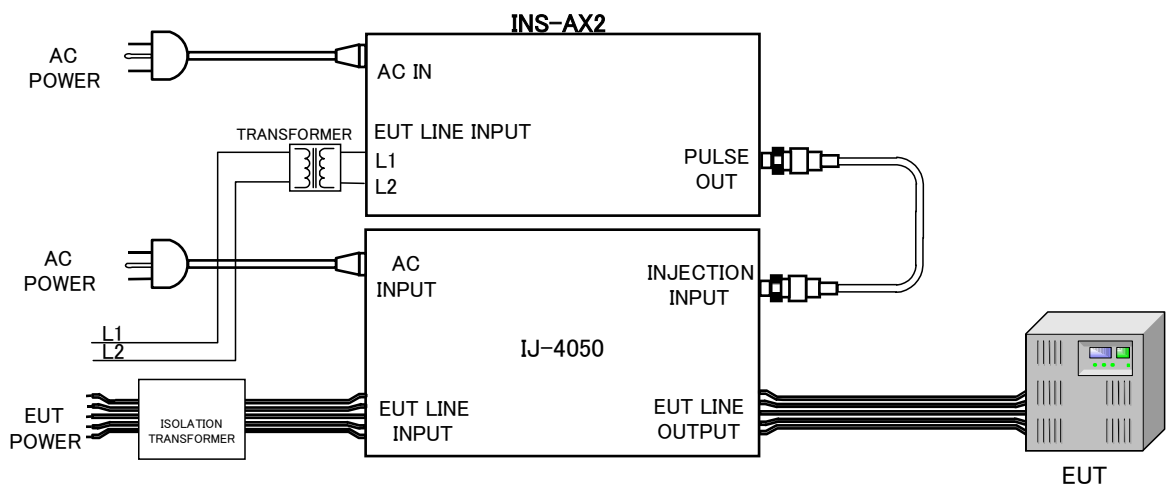 INS-AX2
AC
POWER
AC IN
TRANSFORMER
EUT LINE INPUT
L1
L2
PULSE
OUT
AC
POWER
AC
INPUT
INJECTION
INPUT
L1
L2
IJ-4050
EUT
POWER
ISOLATION
TRANSFORMER
EUT LINE
INPUT
EUT LINE
OUTPUT
EUT